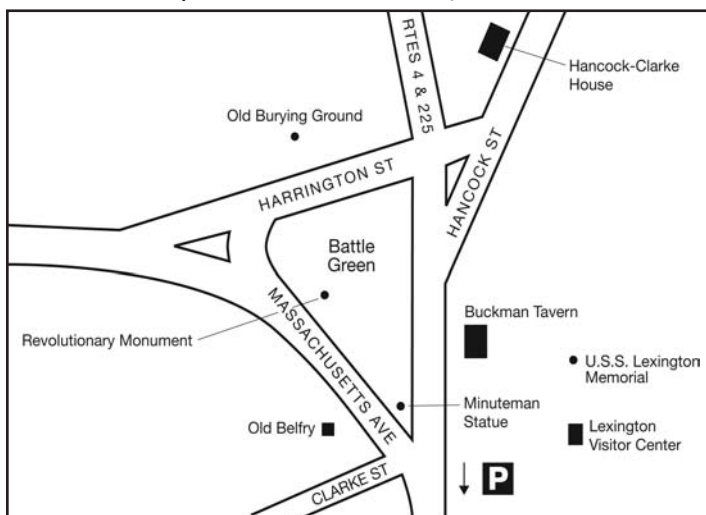 RTES 4 & 225
Hancock-Clarke
House
Old Burying Ground
HARRINGTON ST
HANCOCK ST
Battle
Green
MASSACHUSETTS AVE
Buckman Tavern
Revolutionary Monument
U.S.S. Lexington
Memorial
Minuteman
Statue
Old Belfry
Lexington
Visitor Center
CLARKE ST
P